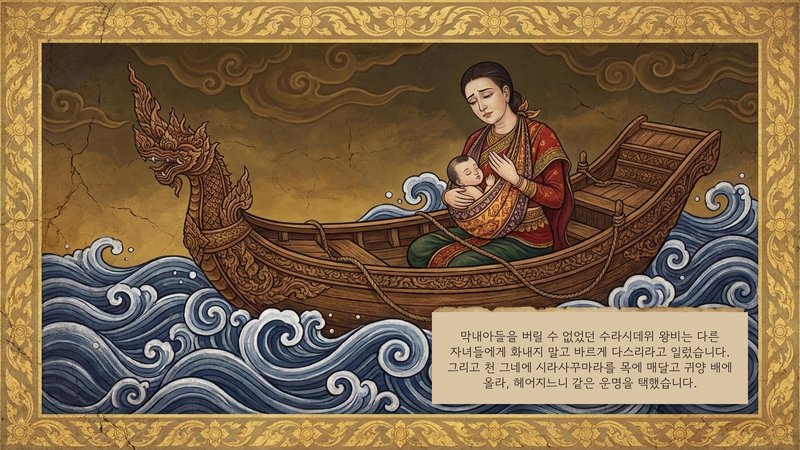 막내아들을 버릴 수 없었던 수라시데위 왕비는 다른
자녀들에게 화내지 말고 바르게 다스리라고 일렀습니다.
그리고 천 그네에 시라사꾸마라를 목에 매달고 귀양 배에
올라, 헤어지느니 같은 운명을 택했습니다.